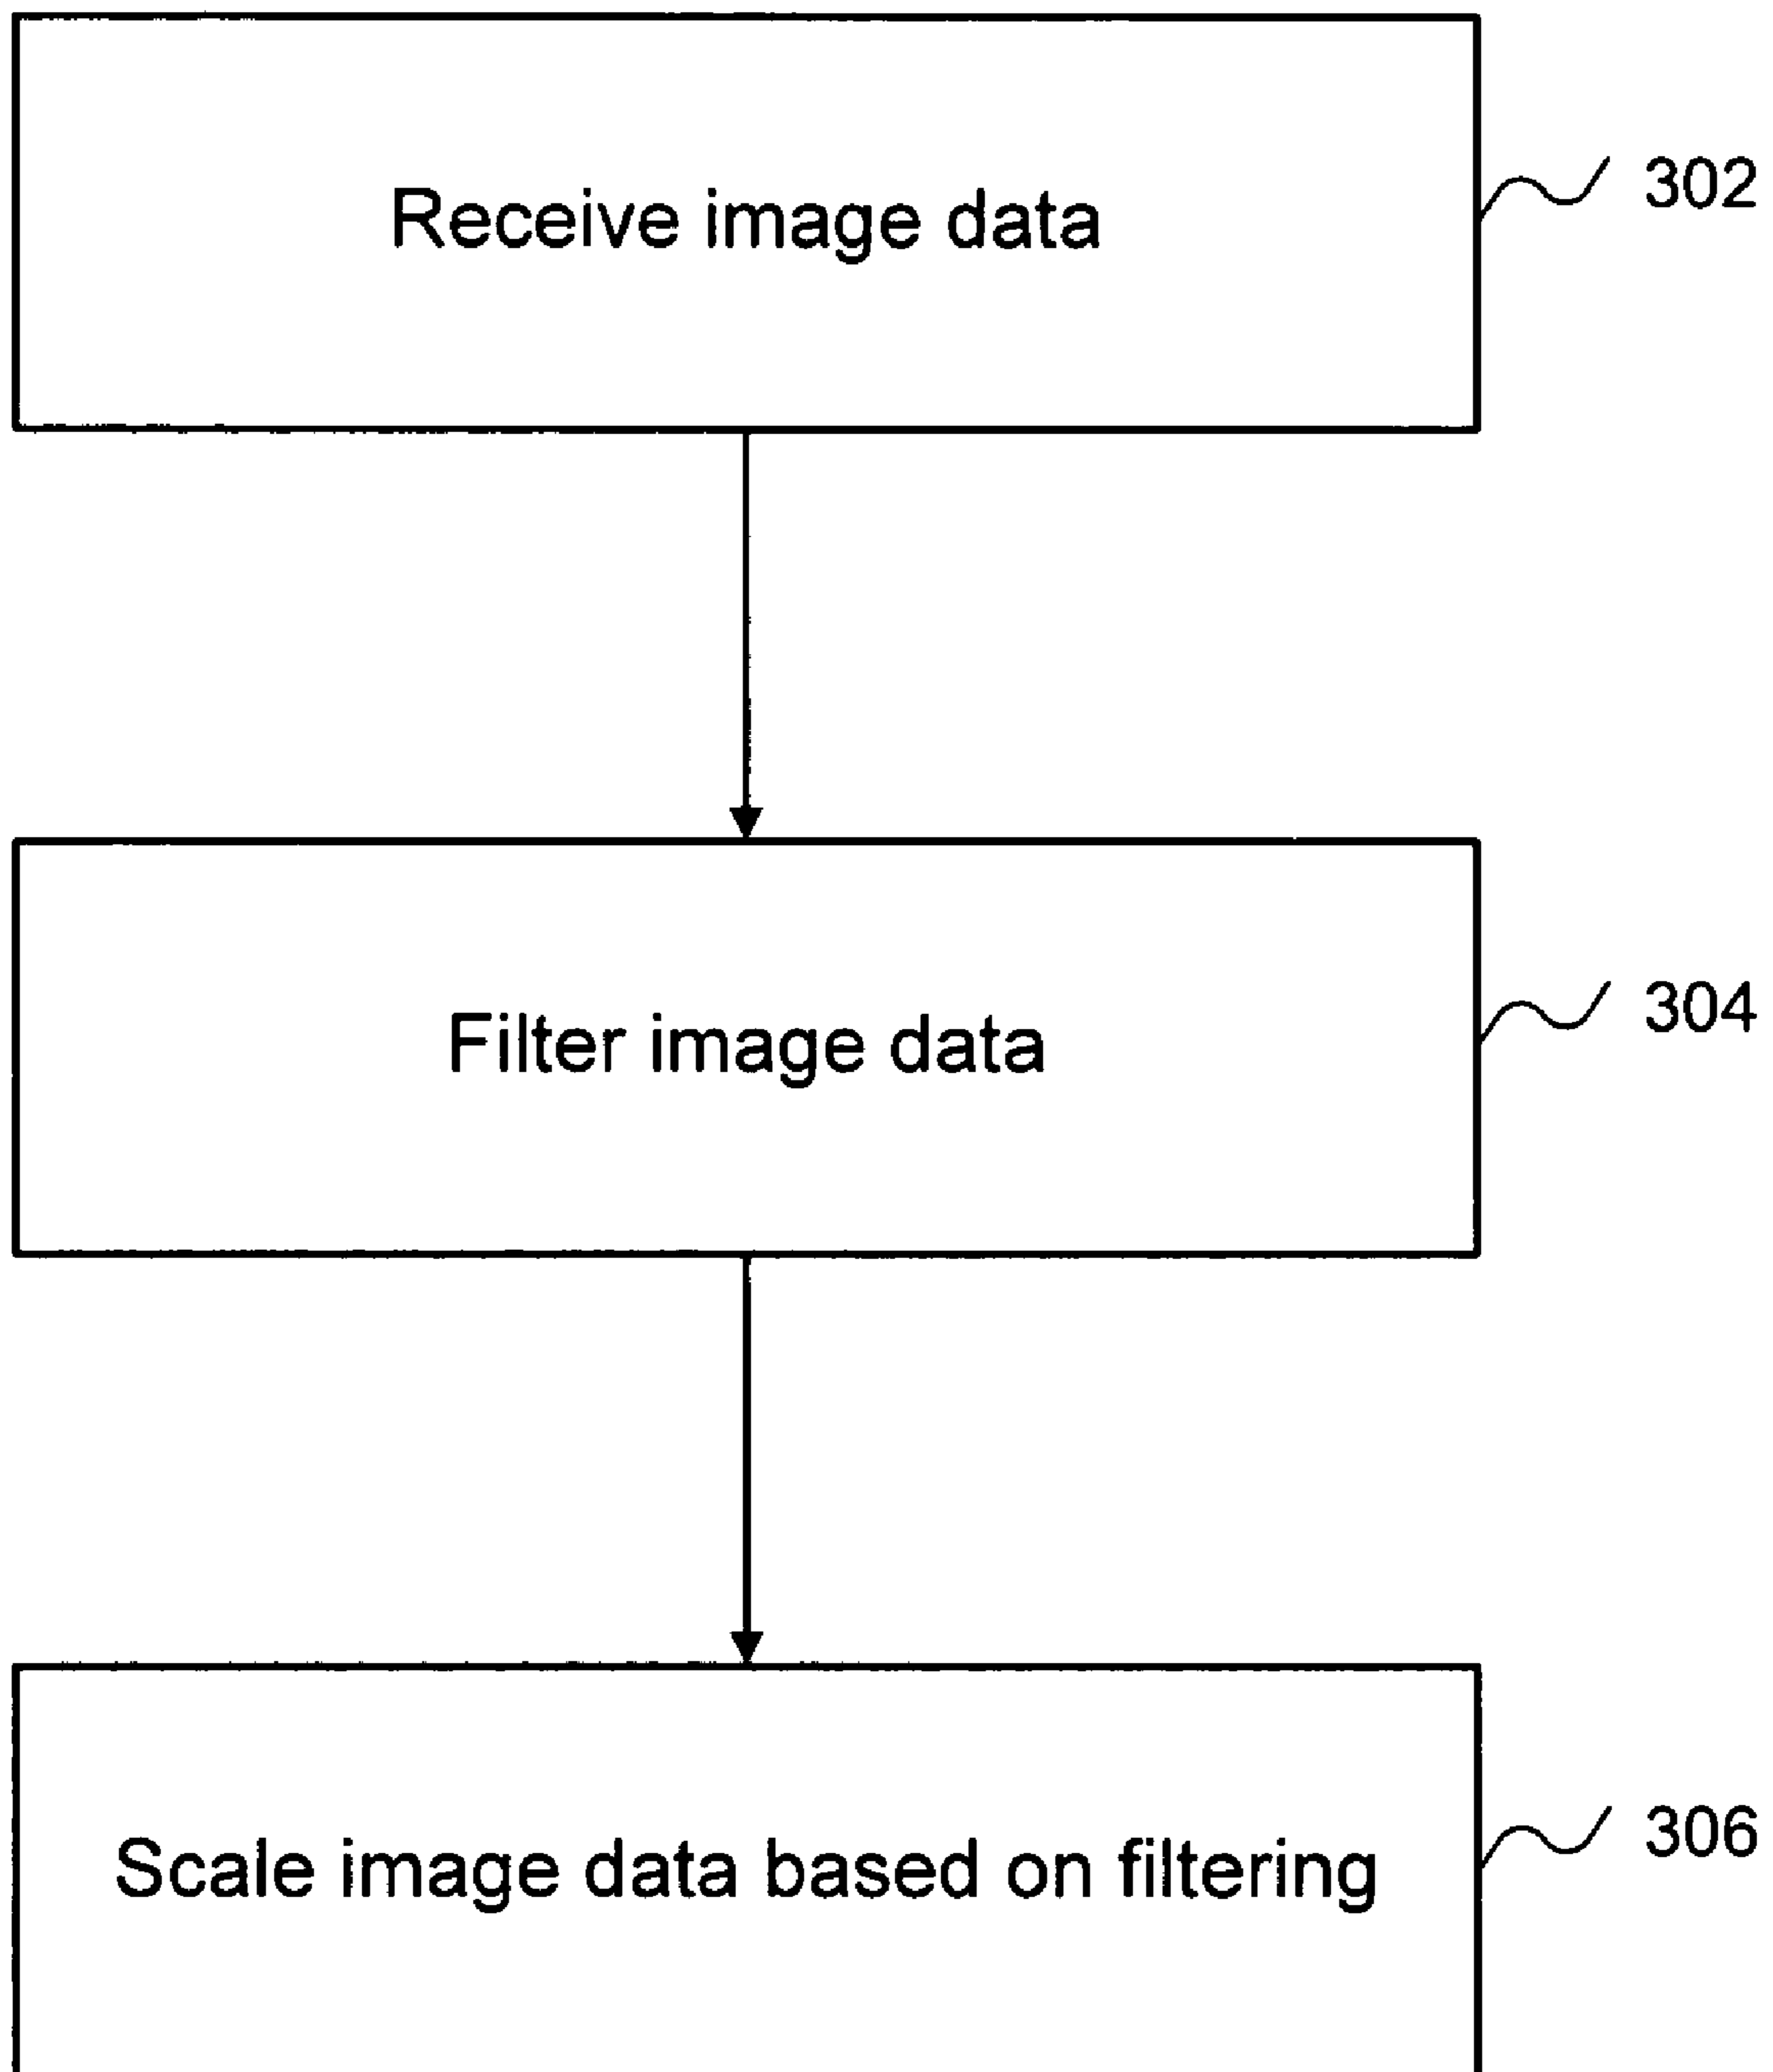 Receive image data
302
Filter image data
304
Scale image data based on filtering
306